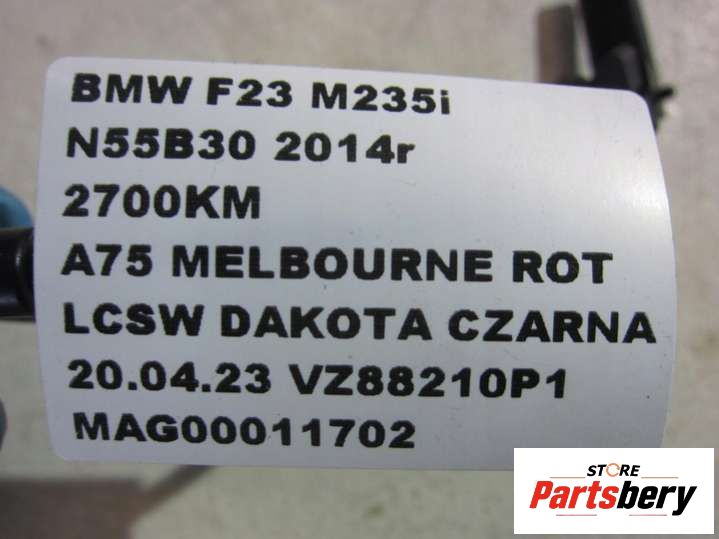 BMW F23 M235i
N55B30 2014r
2700KM
A75 MELBOURNE ROT
LCSW DAKOTA CZARNA
20.04.23 VZ88210P1
MAG00011702
STORE
Partsbery